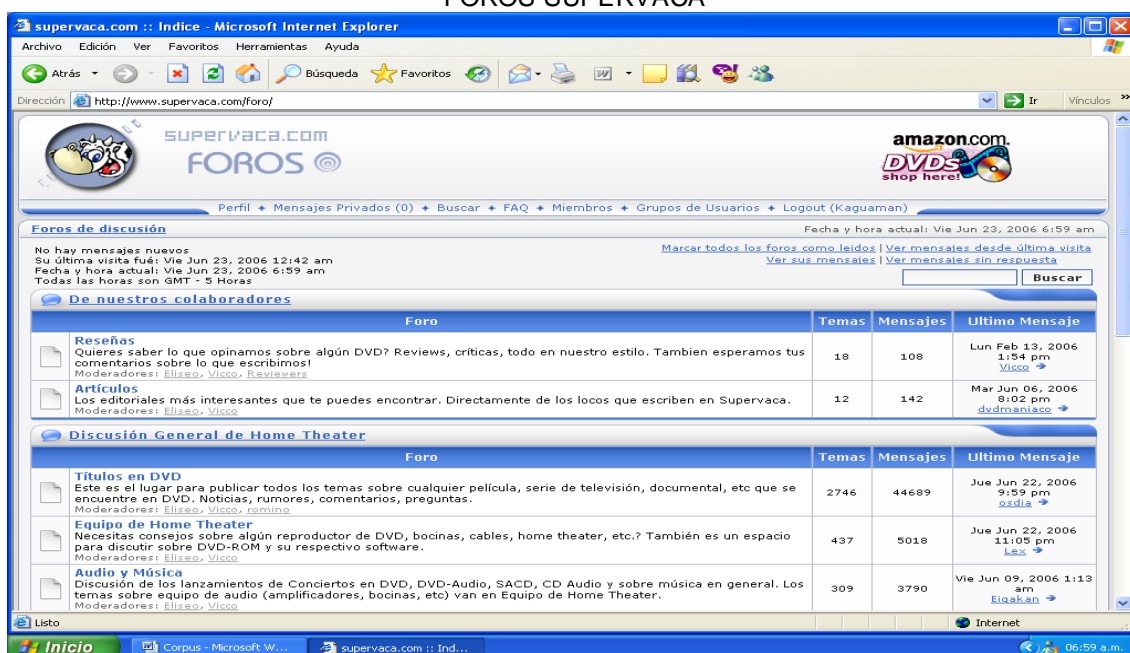 FOROS SUPERVACA
supervaca.com :: Indice - Microsoft Internet Explorer
Archivo Edición Ver Favoritos Herramientas Ayuda
Atrás Búsqueda Favoritos
Dirección http://www.supervaca.com/foro/ Ir Vínculos »
supervaca.com
FOROS
amazon.com.
DVDs
shop here!
Perfil Mensajes Privados (0) Buscar FAQ Miembros Grupos de Usuarios Logout (Kaguaman)
Foros de discusión Fecha y hora actual: Vie Jun 23, 2006 6:59 am
No hay mensajes nuevos
Su última visita fué: Vie Jun 23, 2006 12:42 am
Fecha y hora actual: Vie Jun 23, 2006 6:59 am
Todas las horas son GMT - 5 Horas
Marcar todos los foros como leidos | Ver mensajes desde última visita
Ver sus mensajes | Ver mensajes sin respuesta
Buscar
De nuestros colaboradores
Foro Temas Mensajes Ultimo Mensaje
Reseñas
Quieres saber lo que opinamos sobre algún DVD? Reviews, críticas, todo en nuestro estilo. Tambien esperamos tus
comentarios sobre lo que escribimos!
Moderadores: Eliseo, Vicco, Reviewers
18 108
Lun Feb 13, 2006
1:54 pm
Vicco
Artículos
Los editoriales más interesantes que te puedes encontrar. Directamente de los locos que escriben en Supervaca.
Moderadores: Eliseo, Vicco
12 142
Mar Jun 06, 2006
8:02 pm
dvdmaniaco
Discusión General de Home Theater
Foro Temas Mensajes Ultimo Mensaje
Títulos en DVD
Este es el lugar para publicar todos los temas sobre cualquier película, serie de televisión, documental, etc que se
encuentre en DVD. Noticias, rumores, comentarios, preguntas.
Moderadores: Eliseo, Vicco, romino
2746 44689
Jue Jun 22, 2006
9:59 pm
osdia
Equipo de Home Theater
Necesitas consejos sobre algún reproductor de DVD, bocinas, cables, home theater, etc.? También es un espacio
para discutir sobre DVD-ROM y su respectivo software.
Moderadores: Eliseo, Vicco
437 5018
Jue Jun 22, 2006
11:05 pm
Lex
Audio y Música
Discusión de los lanzamientos de Conciertos en DVD, DVD-Audio, SACD, CD Audio y sobre música en general. Los
temas sobre equipo de audio (amplificadores, bocinas, etc) van en Equipo de Home Theater.
Moderadores: Eliseo, Vicco
309 3790
Vie Jun 09, 2006 1:13
am
Eigakan
Listo Internet
Inicio Corpus - Microsoft W... supervaca.com :: Ind... 06:59 a.m.